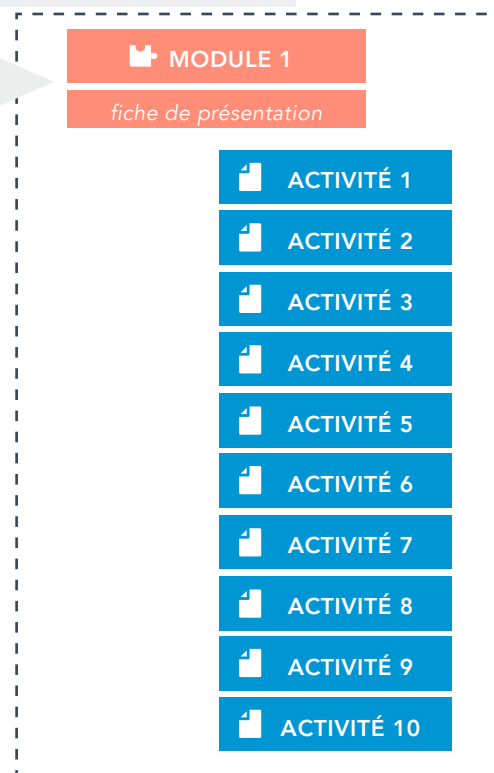 MODULE 1
fiche de présentation
ACTIVITÉ 1
ACTIVITÉ 2
ACTIVITÉ 3
ACTIVITÉ 4
ACTIVITÉ 5
ACTIVITÉ 6
ACTIVITÉ 7
ACTIVITÉ 8
ACTIVITÉ 9
ACTIVITÉ 10